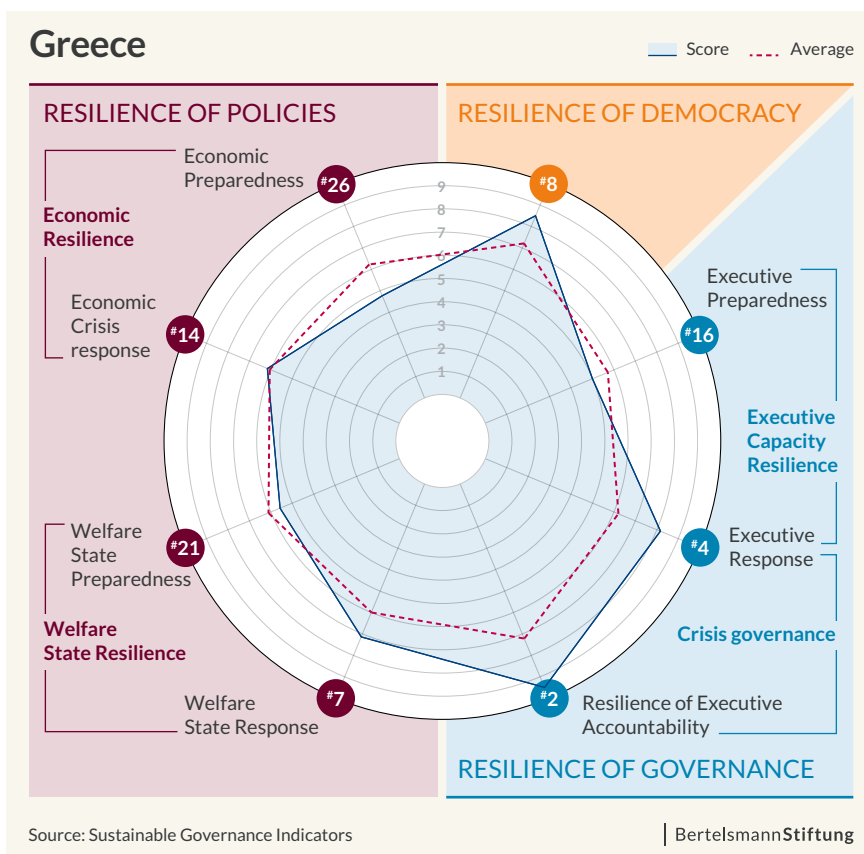 Greece
Score
Average
RESILIENCE OF POLICIES
RESILIENCE OF DEMOCRACY
Economic
Preparedness
#26
#8
Economic
Resilience
Economic
Crisis
response
#14
9
8
7
6
5
4
3
2
1
Executive
Preparedness
#16
Executive
Capacity
Resilience
Welfare
State
Preparedness
#21
#4
Executive
Response
Welfare
State Resilience
Crisis governance
Welfare
State Response
#7
#2
Resilience of Executive
Accountability
RESILIENCE OF GOVERNANCE
Source: Sustainable Governance Indicators
BertelsmannStiftung